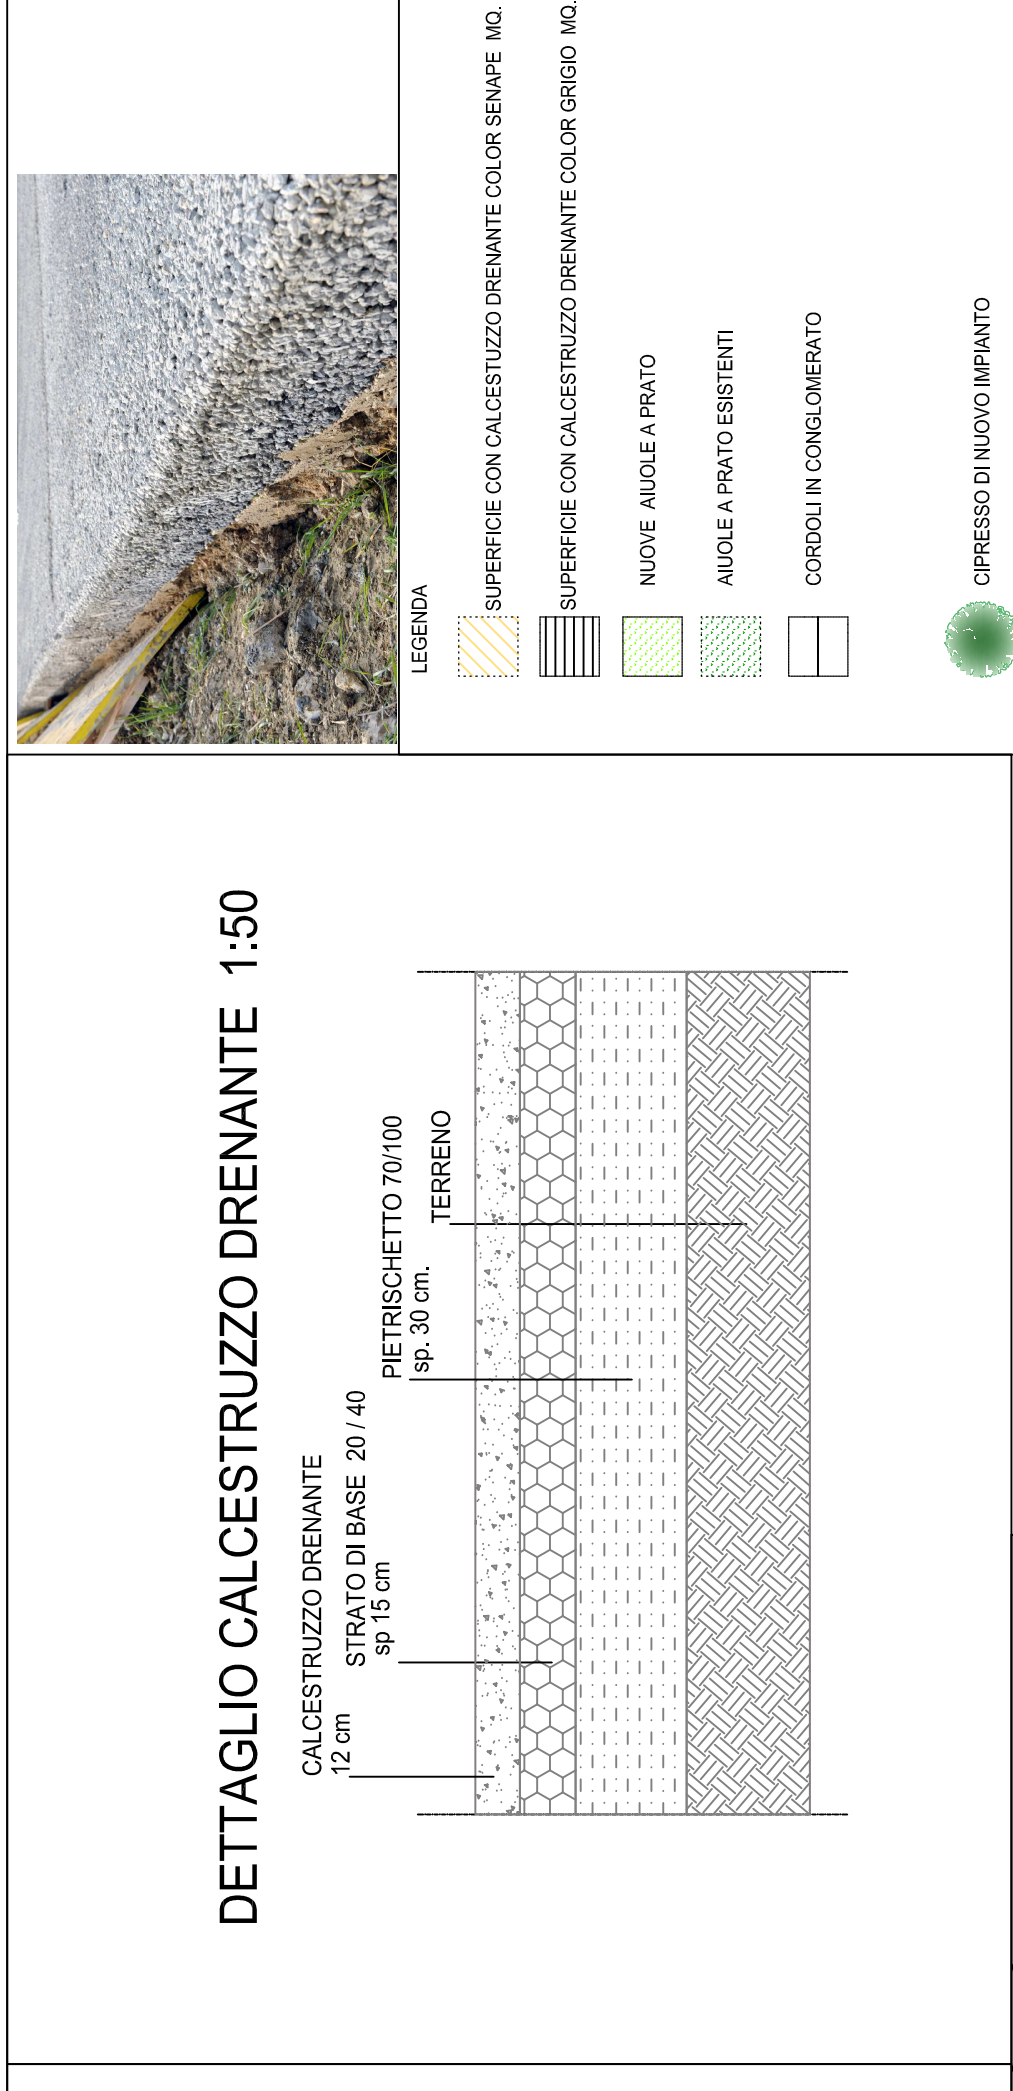 DETTAGLIO CALCESTRUZZO DRENANTE 1:50
CALCESTRUZZO DRENANTE
12 cm
STRATO DI BASE 20 / 40
sp 15 cm
PIETRISCHETTO 70/100
sp. 30 cm.
TERRENO
LEGENDA
SUPERFICIE CON CALCESTUZZO DRENANTE COLOR SENAPE MQ.
SUPERFICIE CON CALCESTRUZZO DRENANTE COLOR GRIGIO MQ.
NUOVE AIUOLE A PRATO
AIUOLE A PRATO ESISTENTI
CORDOLI IN CONGLOMERATO
CIPRESSO DI NUOVO IMPIANTO